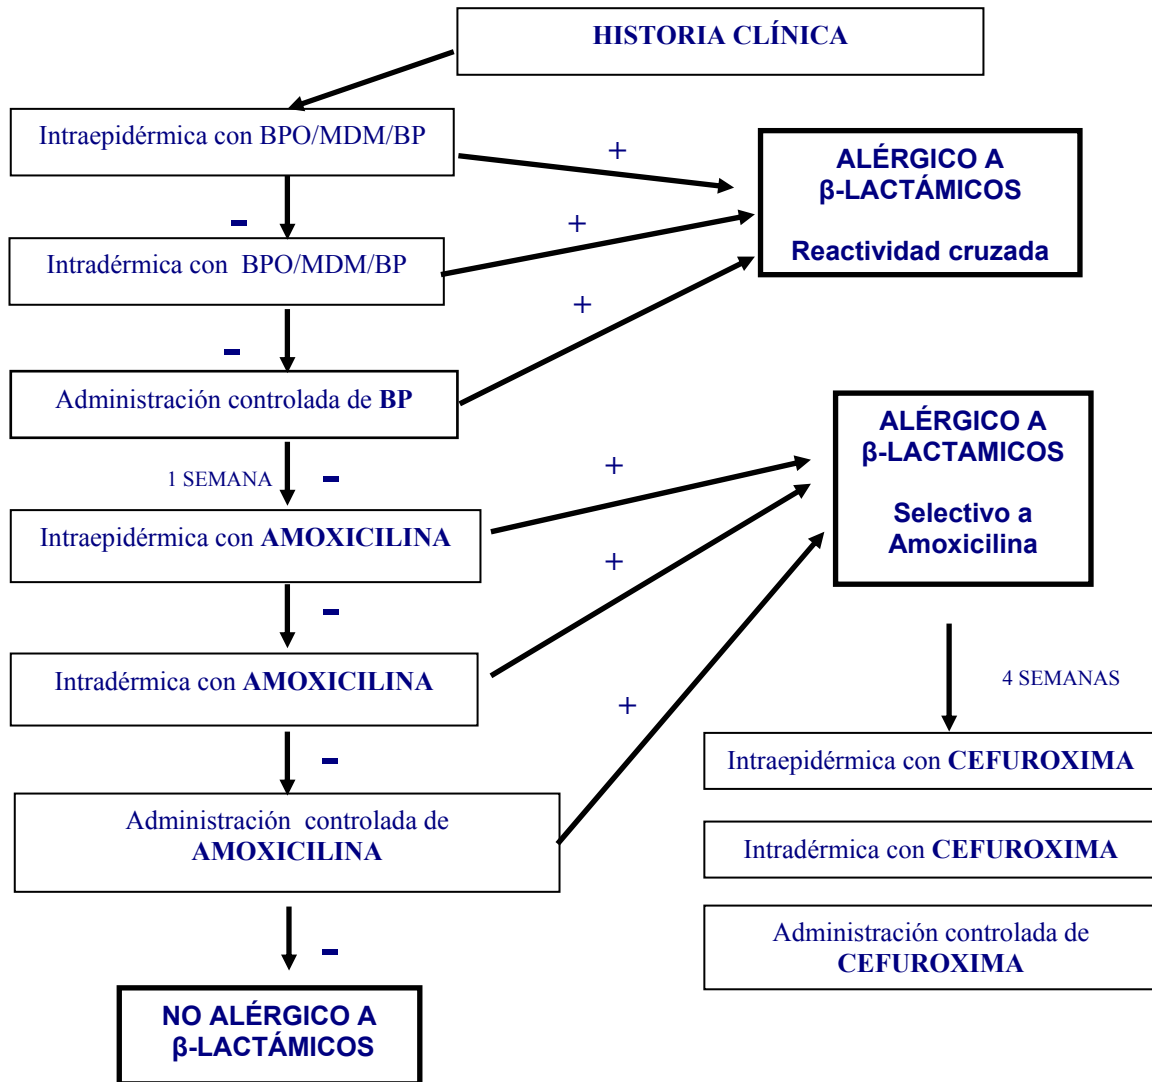 HISTORIA CLÍNICA
Intraepidérmica con BPO/MDM/BP
+
ALÉRGICO A
β-LACTÁMICOS
Reactividad cruzada
-
+
Intradérmica con BPO/MDM/BP
+
-
Administración controlada de BP
ALÉRGICO A
β-LACTAMICOS
Selectivo a
Amoxicilina
1 SEMANA
-
+
Intraepidérmica con AMOXICILINA
+
-
Intradérmica con AMOXICILINA
4 SEMANAS
+
-
Intraepidérmica con CEFUROXIMA
Administración controlada de
AMOXICILINA
Intradérmica con CEFUROXIMA
Administración controlada de
CEFUROXIMA
-
NO ALÉRGICO A
β-LACTÁMICOS